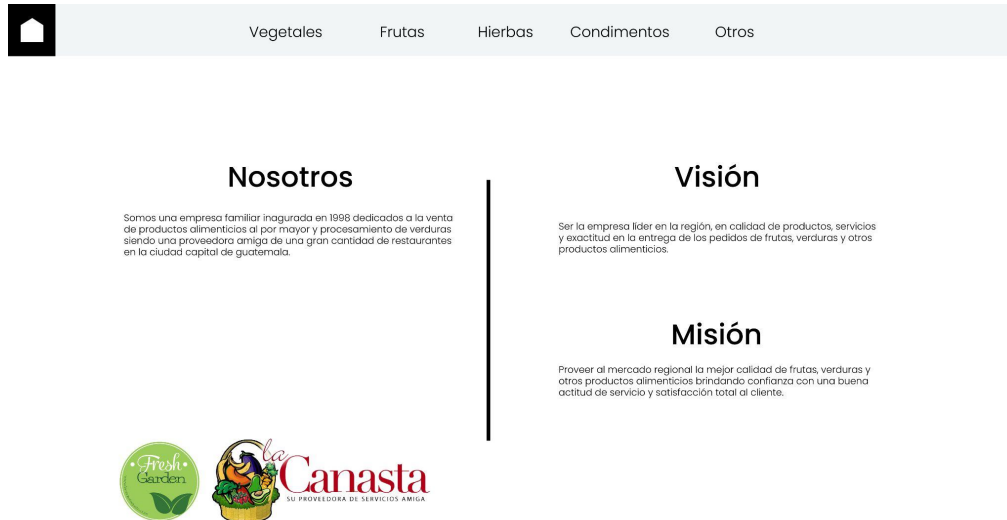 Vegetales Frutas Hierbas Condimentos Otros
Nosotros
Somos una empresa familiar inagurada en 1998 dedicados a la venta
de productos alimenticios al por mayor y procesamiento de verduras
siendo una proveedora amiga de una gran cantidad de restaurantes
en la ciudad capital de guatemala.
Visión
Ser la empresa líder en la región, en calidad de productos, servicios
y exactitud en la entrega de los pedidos de frutas, verduras y otros
productos alimenticios.
Misión
Proveer al mercado regional la mejor calidad de frutas, verduras y
otros productos alimenticios brindando confianza con una buena
actitud de servicio y satisfacción total al cliente.
Fresh
Garden
la
Canasta
SU PROVEEDORA DE SERVICIOS AMIGA